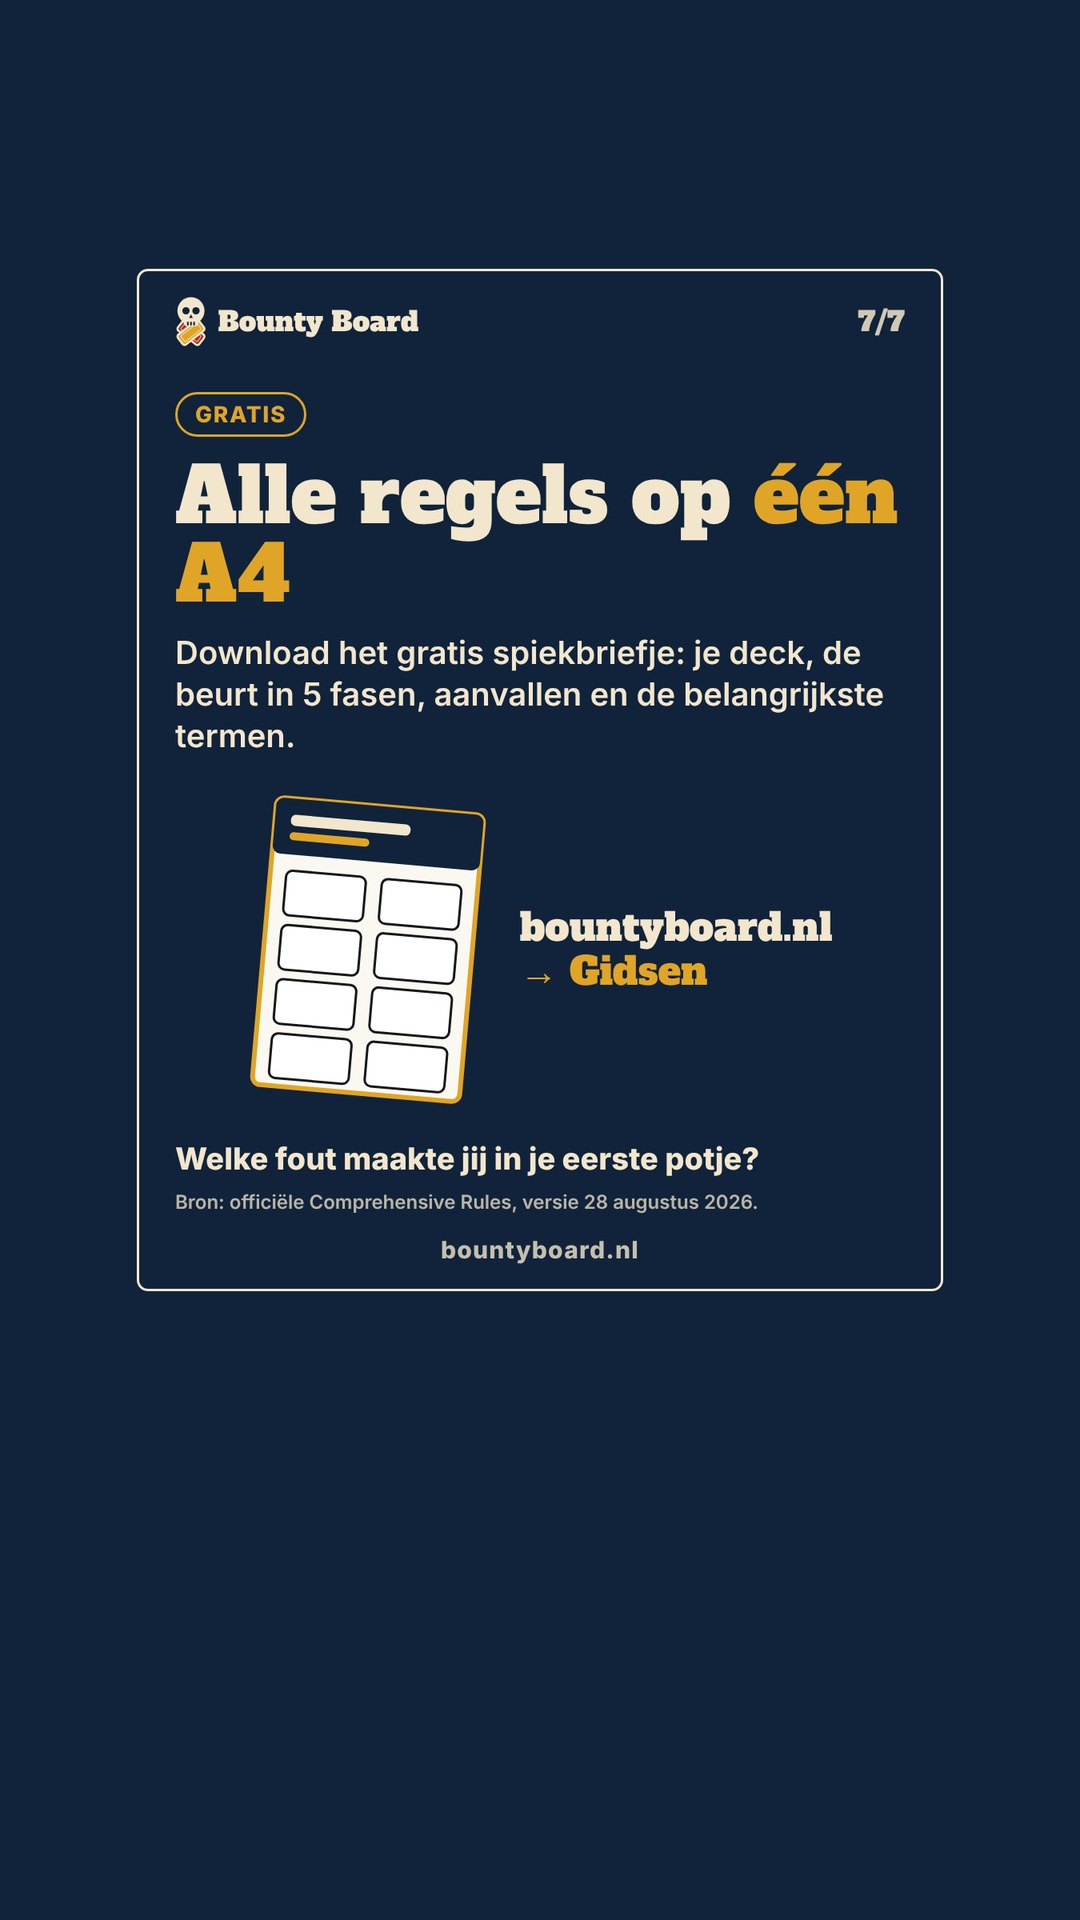 Bounty Board
7/7
GRATIS
Alle regels op één
A4
Download het gratis spiekbriefje: je deck, de
beurt in 5 fasen, aanvallen en de belangrijkste
termen.
bountyboard.nl
→ Gidsen
Welke fout maakte jij in je eerste potje?
Bron: officiële Comprehensive Rules, versie 28 augustus 2026.
bountyboard.nl